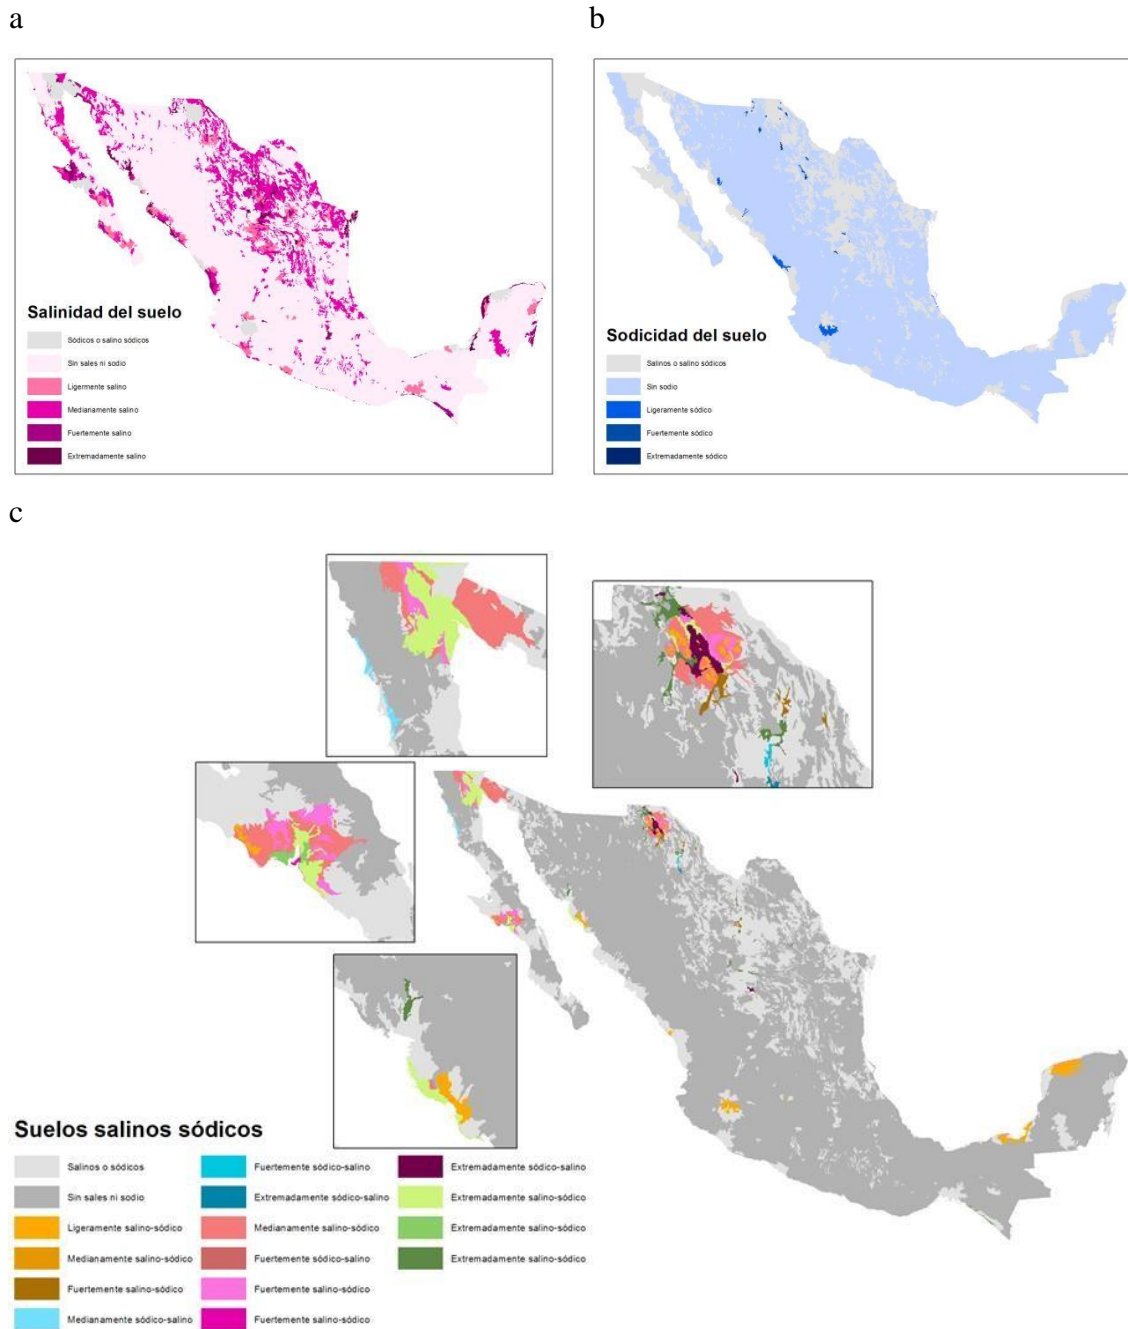 a
b
Salinidad del suelo
Sódicos o salino sódicos
Sin sales ni sodio
Ligermente salino
Medianamente salino
Fuertemente salino
Extremadamente salino
Sodicidad del suelo
Salinos o salino sódicos
Sin sodio
Ligeramente sódico
Fuertemente sódico
Extremadamente sódico
c
Suelos salinos sódicos
Salinos o sódicos
Sin sales ni sodio
Ligeramente salino-sódico
Medianamente salino-sódico
Fuertemente salino-sódico
Medianamente sódico-salino
Fuertemente sódico-salino
Extremadamente sódico-salino
Medianamente salino-sódico
Fuertemente sódico-salino
Fuertemente salino-sódico
Fuertemente salino-sódico
Extremadamente sódico-salino
Extremadamente salino-sódico
Extremadamente salino-sódico
Extremadamente salino-sódico